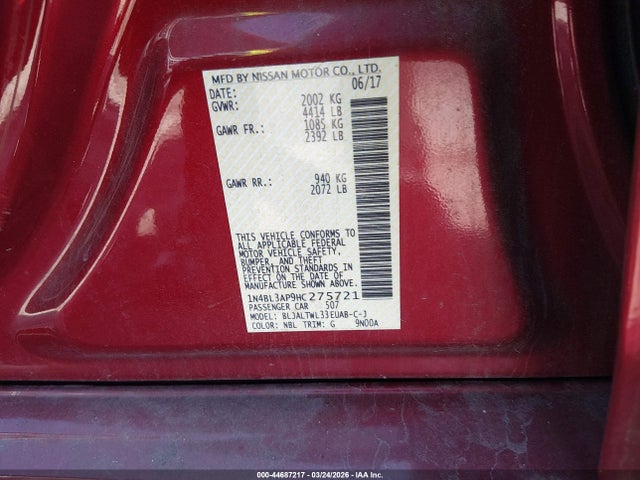 MFD BY NISSAN MOTOR CO., LTD.
DATE: 06/17
GVWR: 2002 KG
4414 LB
GAWR FR.: 1085 KG
2392 LB
GAWR RR.: 940 KG
2072 LB
THIS VEHICLE CONFORMS TO
ALL APPLICABLE FEDERAL
MOTOR VEHICLE SAFETY,
BUMPER, AND THEFT
PREVENTION STANDARDS IN
EFFECT ON THE DATE OF
MANUFACTURE SHOWN ABOVE.
1N4BL3AP9HC275721
PASSENGER CAR 507
MODEL: BLJALTWL33EUAB-C-J
COLOR: NBL TRIM: G 9N00A
000-44687217 - 03/24/2026 - IAA Inc.